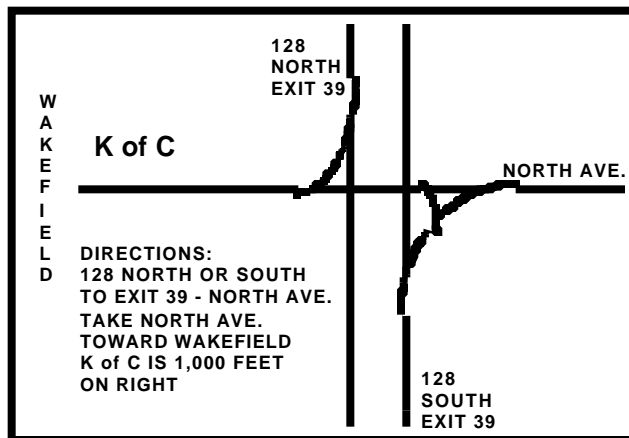 128
NORTH
EXIT 39
WAKEFIELD
K of C
NORTH AVE.
DIRECTIONS:
128 NORTH OR SOUTH
TO EXIT 39 - NORTH AVE.
TAKE NORTH AVE.
TOWARD WAKEFIELD
K of C IS 1,000 FEET
ON RIGHT
128
SOUTH
EXIT 39